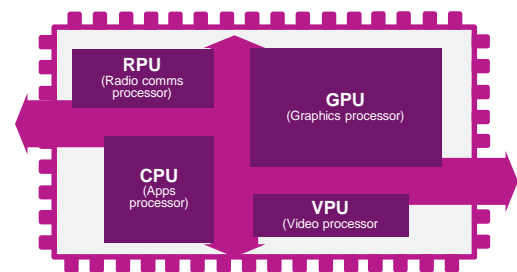 RPU
(Radio comms
processor)
GPU
(Graphics processor)
CPU
(Apps
processor)
VPU
(Video processor